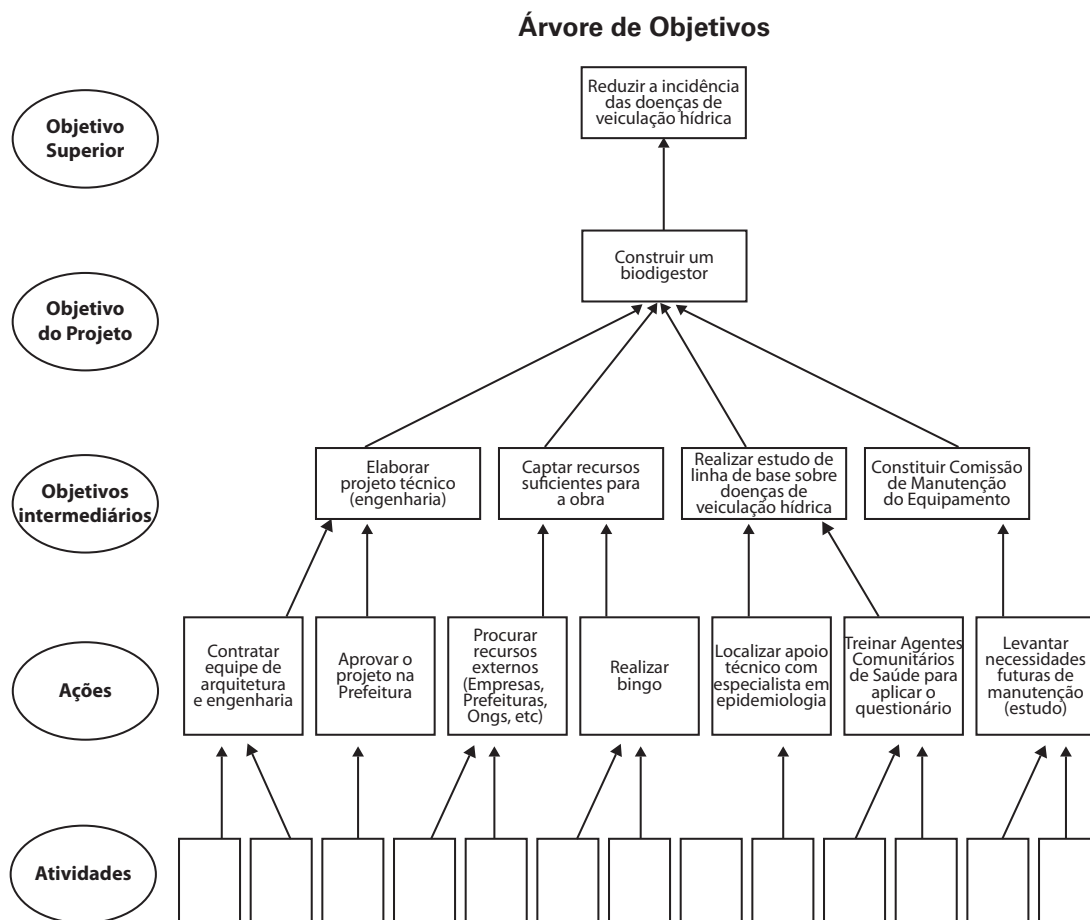 Árvore de Objetivos
Objetivo
Superior
Reduzir a incidência
das doenças de
veiculação hídrica
Objetivo
do Projeto
Construir um
biodigestor
Objetivos
intermediários
Elaborar
projeto técnico
(engenharia)
Captar recursos
suficientes para
a obra
Realizar estudo de
linha de base sobre
doenças de
veiculação hídrica
Constituir Comissão
de Manutenção
do Equipamento
Ações
Contratar
equipe de
arquitetura
e engenharia
Aprovar o
projeto na
Prefeitura
Procurar
recursos
externos
(Empresas,
Prefeituras,
Ongs, etc)
Realizar
bingo
Localizar apoio
técnico com
especialista em
epidemiologia
Treinar Agentes
Comunitários
de Saúde para
aplicar o
questionário
Levantar
necessidades
futuras de
manutenção
(estudo)
Atividades